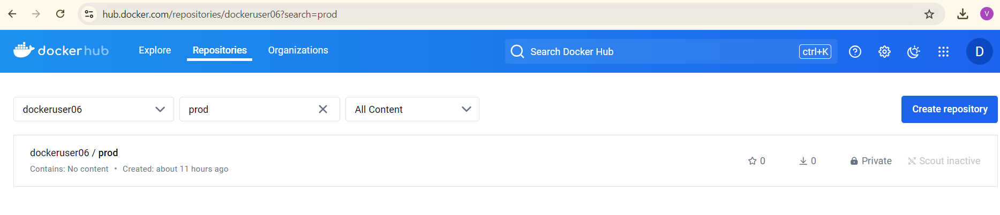 hub.docker.com/repositories/dockeruser06?search=prod
V
docker hub Explore Repositories Organizations Search Docker Hub ctrl+K D
dockeruser06 prod All Content Create repository
dockeruser06 / prod
Contains: No content • Created: about 11 hours ago
0 0 Private Scout inactive